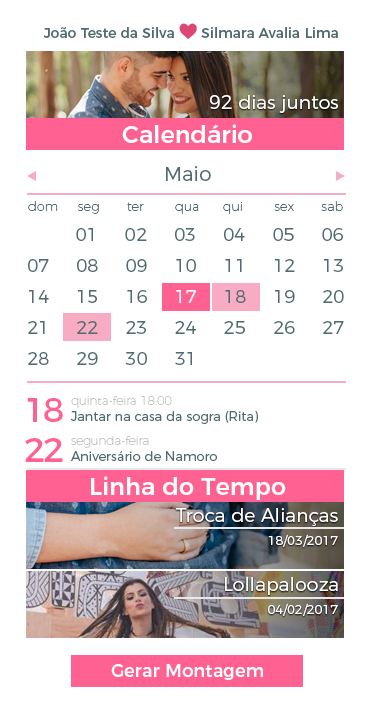 João Teste da Silva ❤ Silmara Avalia Lima
92 dias juntos
Calendário
Maio
dom seg ter qua qui sex sab
01 02 03 04 05 06
07 08 09 10 11 12 13
14 15 16 17 18 19 20
21 22 23 24 25 26 27
28 29 30 31
18 quinta-feira 18:00
Jantar na casa da sogra (Rita)
22 segunda-feira
Aniversário de Namoro
Linha do Tempo
Troca de Alianças
18/03/2017
Lollapalooza
04/02/2017
Gerar Montagem